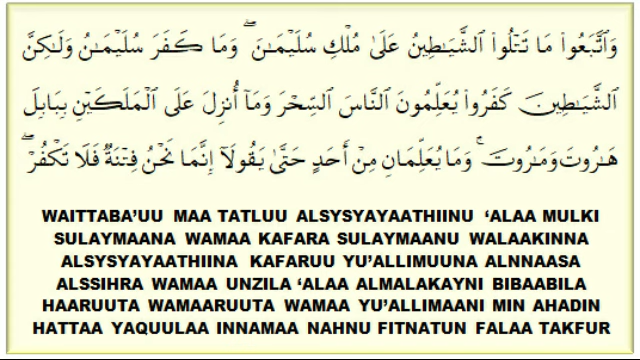 وَٱتَّبَعُوا۟ مَا تَتْلُوا۟ ٱلشَّيَـٰطِينُ عَلَىٰ مُلْكِ سُلَيْمَـٰنَ ۖ وَمَا كَفَرَ سُلَيْمَـٰنُ وَلَـٰكِنَّ
ٱلشَّيَـٰطِينَ كَفَرُوا۟ يُعَلِّمُونَ ٱلنَّاسَ ٱلسِّحْرَ وَمَآ أُنزِلَ عَلَى ٱلْمَلَكَيْنِ بِبَابِلَ
هَـٰرُوتَ وَمَـٰرُوتَ ۚ وَمَا يُعَلِّمَانِ مِنْ أَحَدٍ حَتَّىٰ يَقُولَآ إِنَّمَا نَحْنُ فِتْنَةٌ فَلَا تَكْفُرْ ۖ
WAITTABA’UU MAA TATLUU ALSYSYAYAATHIINU ‘ALAA MULKI
SULAYMAANA WAMAA KAFARA SULAYMAANU WALAAKINNA
ALSYSYAYAATHIINA KAFARUU YU’ALLIMUUNA ALNNAASA
ALSSIHRA WAMAA UNZILA ‘ALAA ALMALAKAYNI BIBAABILA
HAARUUTA WAMAARUUTA WAMAA YU’ALLIMAANI MIN AHADIN
HATTAA YAQUULAA INNAMAA NAHNU FITNATUN FALAA TAKFUR